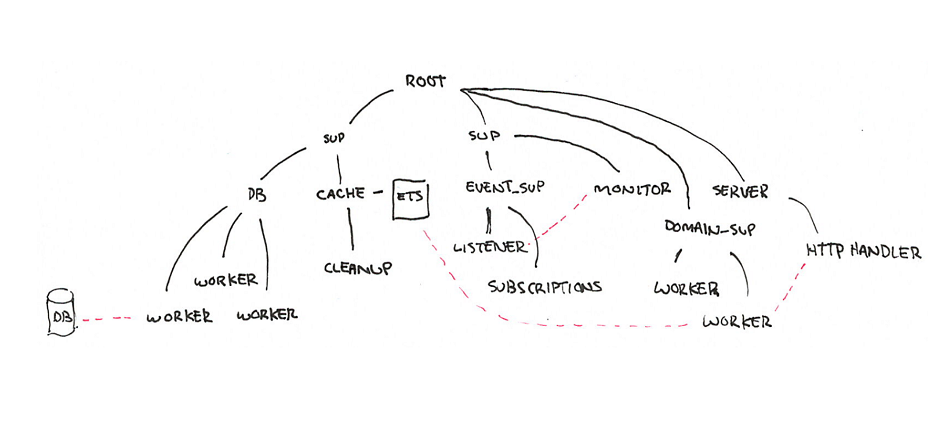 ROOT
SUP
SUP
DB
CACHE
ETS
EVENT_SUP
MONITOR
SERVER
LISTENER
DOMAIN_SUP
HTTP HANDLER
CLEANUP
WORKER
SUBSCRIPTIONS
WORKER
DB
WORKER
WORKER
WORKER